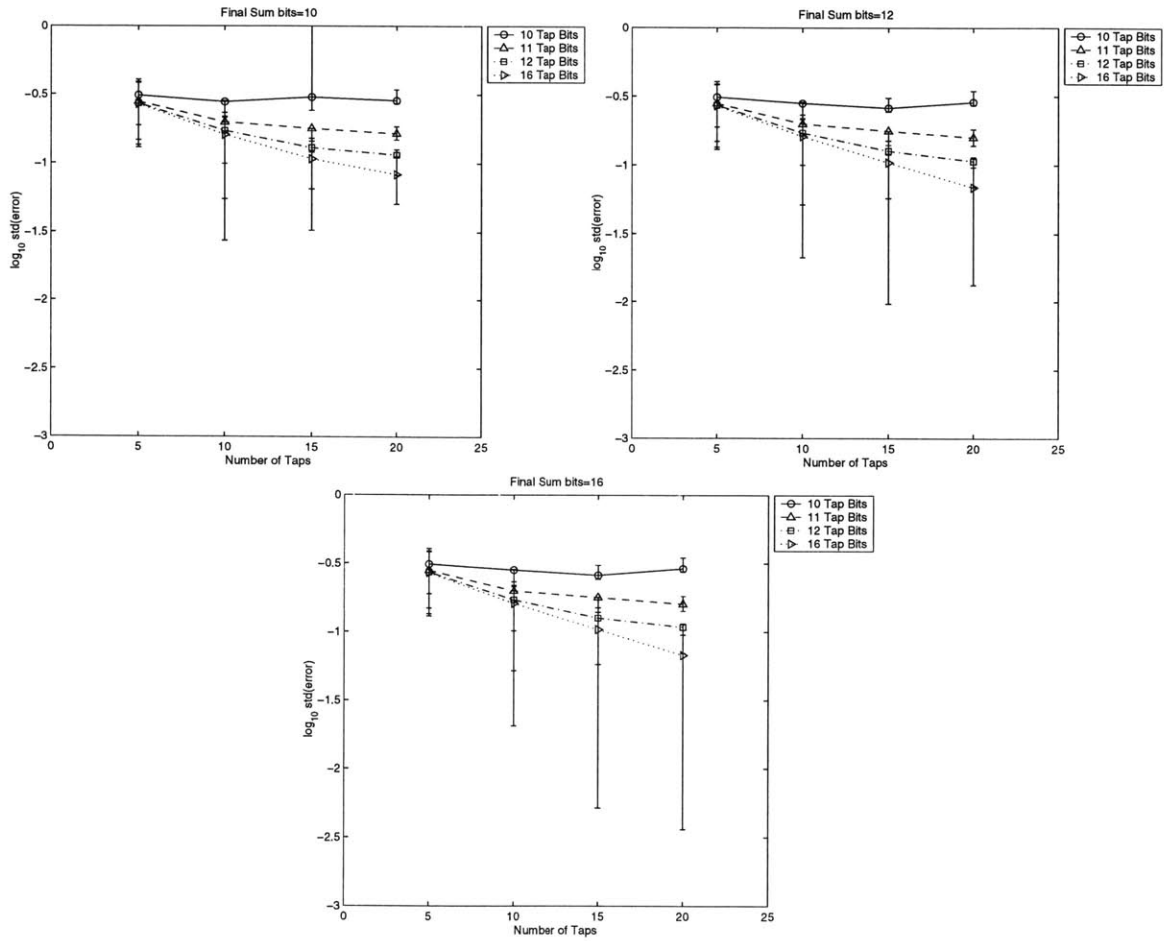 Final Sum bits=10
0
−0.5
−1
−1.5
−2
−2.5
−3
log10 std(error)
0
5
10
15
20
25
Number of Taps
10 Tap Bits
11 Tap Bits
12 Tap Bits
16 Tap Bits
Final Sum bits=12
0
−0.5
−1
−1.5
−2
−2.5
−3
log10 std(error)
0
5
10
15
20
25
Number of Taps
10 Tap Bits
11 Tap Bits
12 Tap Bits
16 Tap Bits
Final Sum bits=16
0
−0.5
−1
−1.5
−2
−2.5
−3
log10 std(error)
0
5
10
15
20
25
Number of Taps
10 Tap Bits
11 Tap Bits
12 Tap Bits
16 Tap Bits